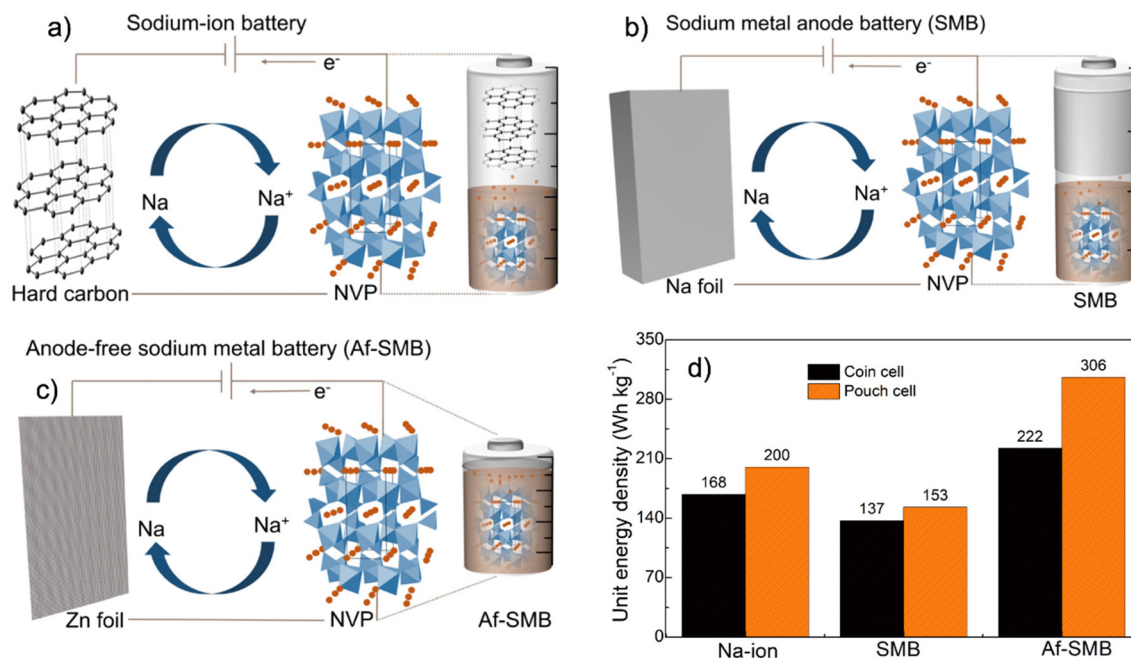 a)
Sodium-ion battery
e⁻
Na
Na⁺
Hard carbon
NVP
b)
Sodium metal anode battery (SMB)
e⁻
Na
Na⁺
Na foil
NVP
SMB
Anode-free sodium metal battery (Af-SMB)
c)
e⁻
Na
Na⁺
Zn foil
NVP
Af-SMB
d)
Unit energy density (Wh kg⁻¹)
350
280
210
140
70
0
Coin cell
Pouch cell
168
200
137
153
222
306
Na-ion
SMB
Af-SMB